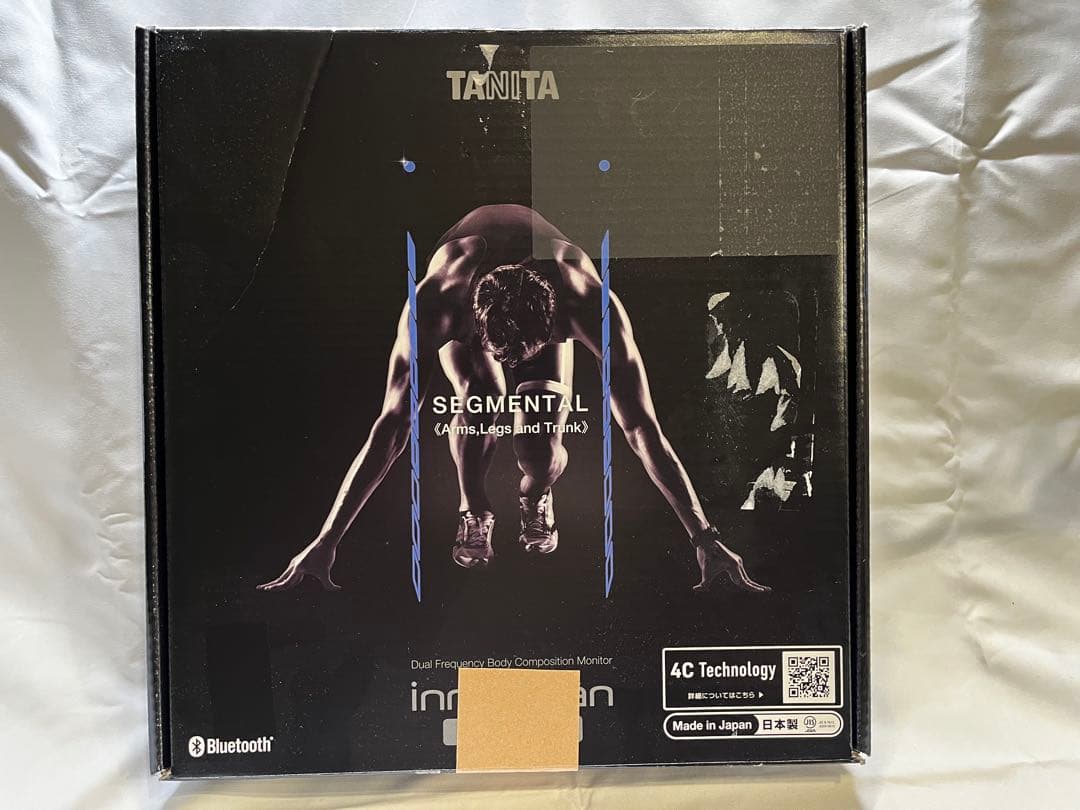 TANITA
SEGMENTAL
《Arms,Legs and Trunk》
Dual Frequency Body Composition Monitor
4C Technology
詳細についてはこちら ▶
Made in Japan 日本製
Bluetooth®